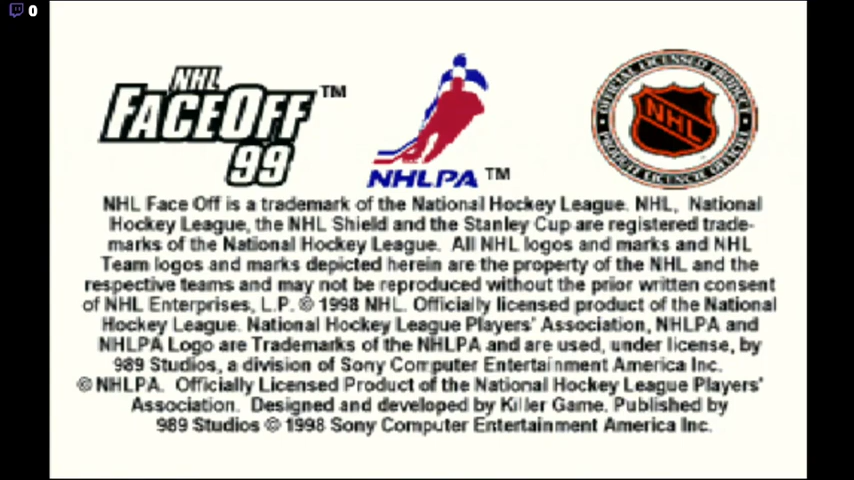 0
NHL
FACEOFF
99
TM
NHLPA TM
OFFICIAL LICENSED PRODUCT
NHL
PRODUIT LICENCIÉ OFFICIEL
NHL Face Off is a trademark of the National Hockey League. NHL, National
Hockey League, the NHL Shield and the Stanley Cup are registered trade-
marks of the National Hockey League. All NHL logos and marks and NHL
Team logos and marks depicted herein are the property of the NHL and the
respective teams and may not be reproduced without the prior written consent
of NHL Enterprises, L.P. © 1998 NHL. Officially licensed product of the National
Hockey League. National Hockey League Players' Association, NHLPA and
NHLPA Logo are Trademarks of the NHLPA and are used, under license, by
989 Studios, a division of Sony Computer Entertainment America Inc.
© NHLPA. Officially Licensed Product of the National Hockey League Players'
Association. Designed and developed by Killer Game. Published by
989 Studios © 1998 Sony Computer Entertainment America Inc.